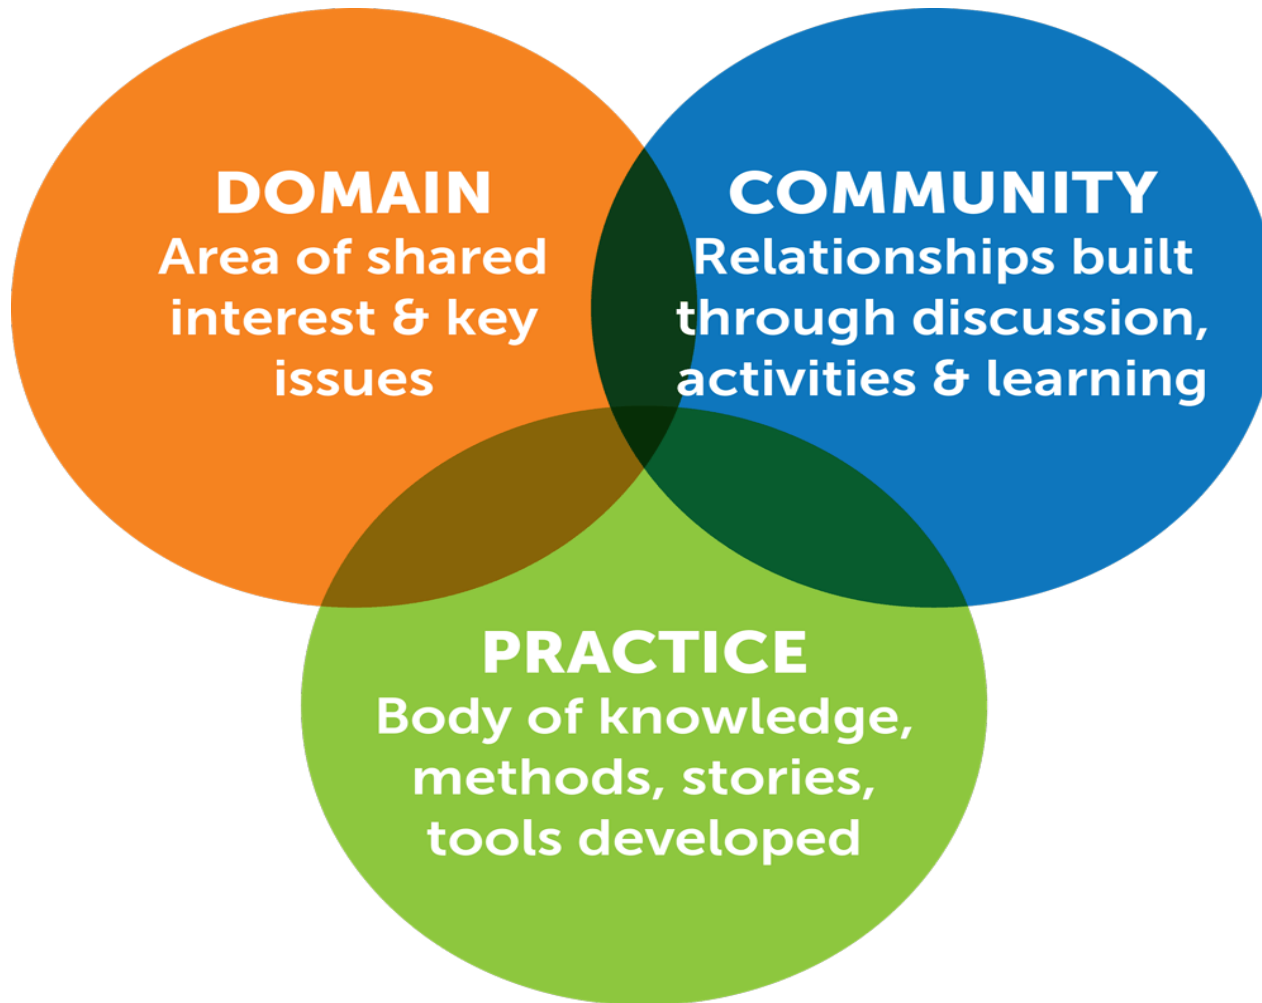 DOMAIN
Area of shared
interest & key
issues
COMMUNITY
Relationships built
through discussion,
activities & learning
PRACTICE
Body of knowledge,
methods, stories,
tools developed